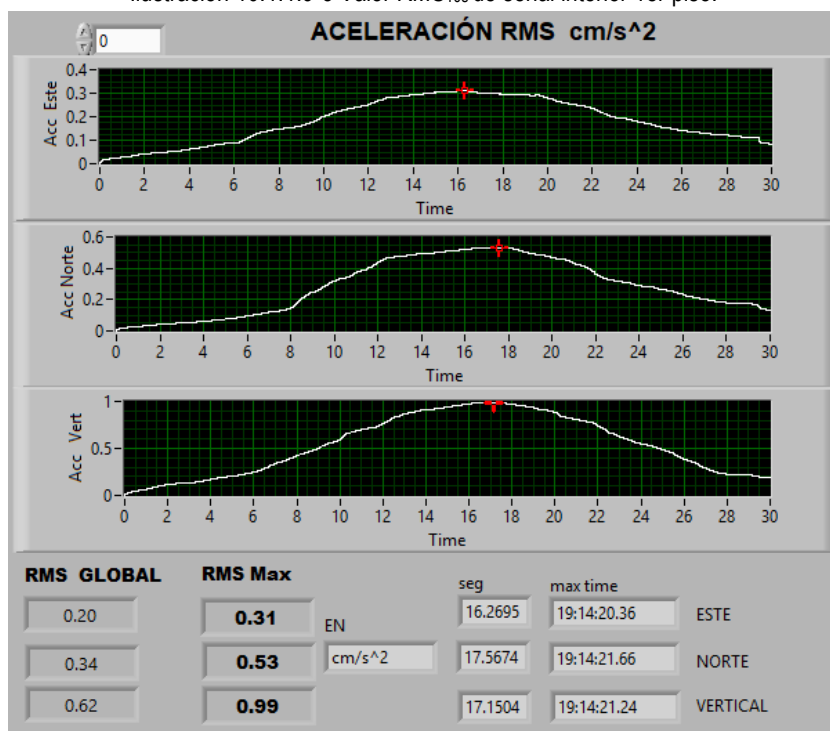 ACELERACIÓN RMS cm/s^2
0
Acc Este
0.4
0.3
0.2
0.1
0
0 2 4 6 8 10 12 14 16 18 20 22 24 26 28 30
Time
Acc Norte
0.6
0.4
0.2
0
0 2 4 6 8 10 12 14 16 18 20 22 24 26 28 30
Time
Acc Vert
1
0.5
0
0 2 4 6 8 10 12 14 16 18 20 22 24 26 28 30
Time
RMS GLOBAL RMS Max seg max time
0.20 0.31 EN 16.2695 19:14:20.36 ESTE
0.34 0.53 cm/s^2 17.5674 19:14:21.66 NORTE
0.62 0.99 17.1504 19:14:21.24 VERTICAL